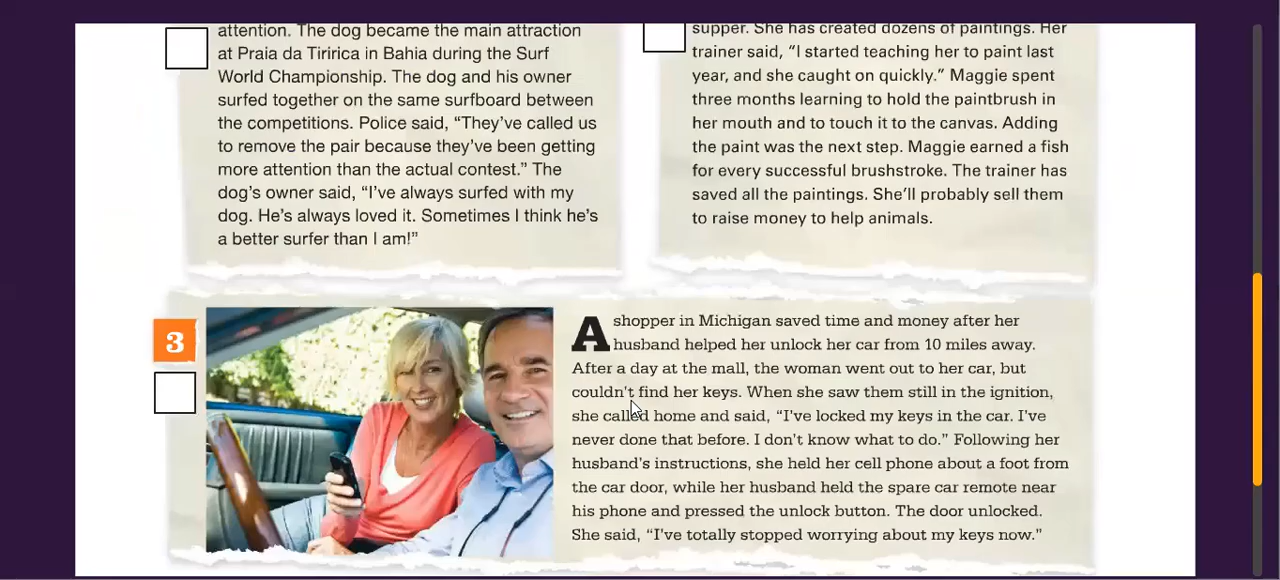 attention. The dog became the main attraction
at Praia da Tiririca in Bahia during the Surf
World Championship. The dog and his owner
surfed together on the same surfboard between
the competitions. Police said, “They’ve called us
to remove the pair because they’ve been getting
more attention than the actual contest.” The
dog’s owner said, “I’ve always surfed with my
dog. He’s always loved it. Sometimes I think he’s
a better surfer than I am!”
supper. She has created dozens of paintings. Her
trainer said, “I started teaching her to paint last
year, and she caught on quickly.” Maggie spent
three months learning to hold the paintbrush in
her mouth and to touch it to the canvas. Adding
the paint was the next step. Maggie earned a fish
for every successful brushstroke. The trainer has
saved all the paintings. She’ll probably sell them
to raise money to help animals.
3
A shopper in Michigan saved time and money after her
husband helped her unlock her car from 10 miles away.
After a day at the mall, the woman went out to her car, but
couldn’t find her keys. When she saw them still in the ignition,
she called home and said, “I’ve locked my keys in the car. I’ve
never done that before. I don’t know what to do.” Following her
husband’s instructions, she held her cell phone about a foot from
the car door, while her husband held the spare car remote near
his phone and pressed the unlock button. The door unlocked.
She said, “I’ve totally stopped worrying about my keys now.”